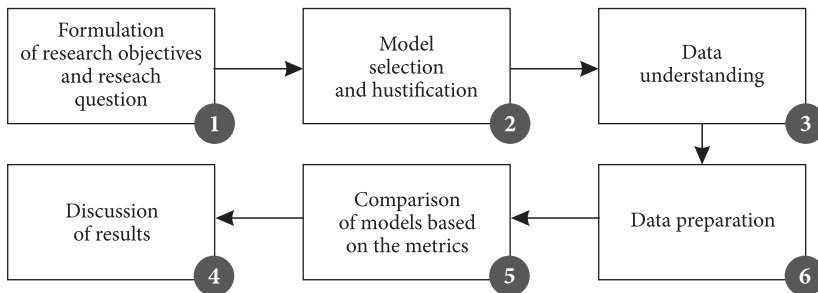 Formulation
of research objectives
and reseach
question
1
Model
selection
and hustification
2
Data
understanding
3
Discussion
of results
4
Comparison
of models based
on the metrics
5
Data preparation
6